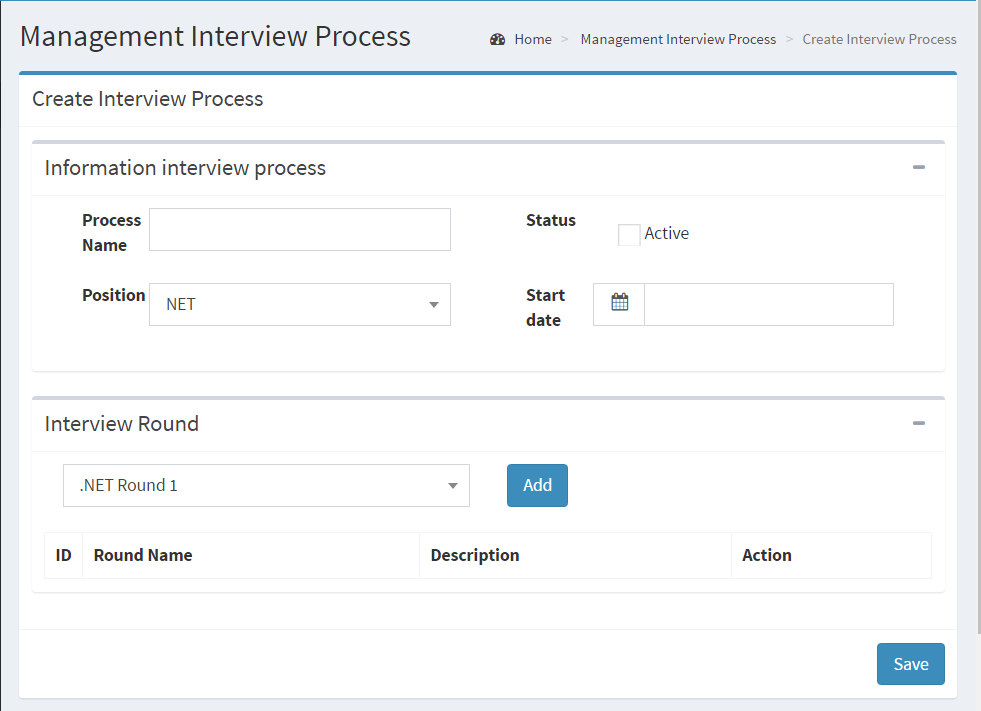 Management Interview Process
Home > Management Interview Process > Create Interview Process
Create Interview Process
Information interview process
Process Name
Status
Active
Position
NET
Start date
Interview Round
.NET Round 1
Add
ID Round Name Description Action
Save